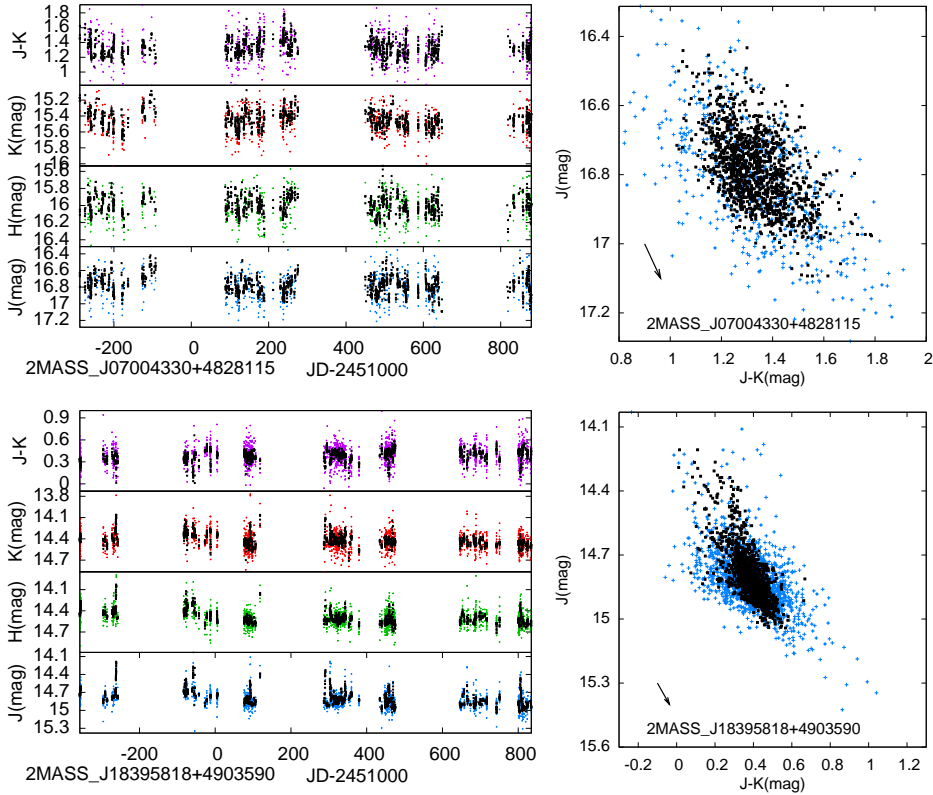 J-K
1.8
1.6
1.4
1.2
1
K(mag)
15.2
15.4
15.6
15.8
16
H(mag)
15.6
15.8
16
16.2
16.4
J(mag)
16.4
16.6
16.8
17
17.2
-200 0 200 400 600 800
2MASS_J07004330+4828115 JD-2451000
J(mag)
16.4
16.6
16.8
17
17.2
2MASS_J07004330+4828115
0.8 1 1.2 1.4 1.6 1.8 2
J-K(mag)
J-K
0.9
0.6
0.3
0
K(mag)
13.8
14.1
14.4
14.7
H(mag)
14.1
14.4
14.7
J(mag)
14.1
14.4
14.7
15
15.3
-200 0 200 400 600 800
2MASS_J18395818+4903590 JD-2451000
J(mag)
14.1
14.4
14.7
15
15.3
15.6
2MASS_J18395818+4903590
-0.2 0 0.2 0.4 0.6 0.8 1 1.2
J-K(mag)